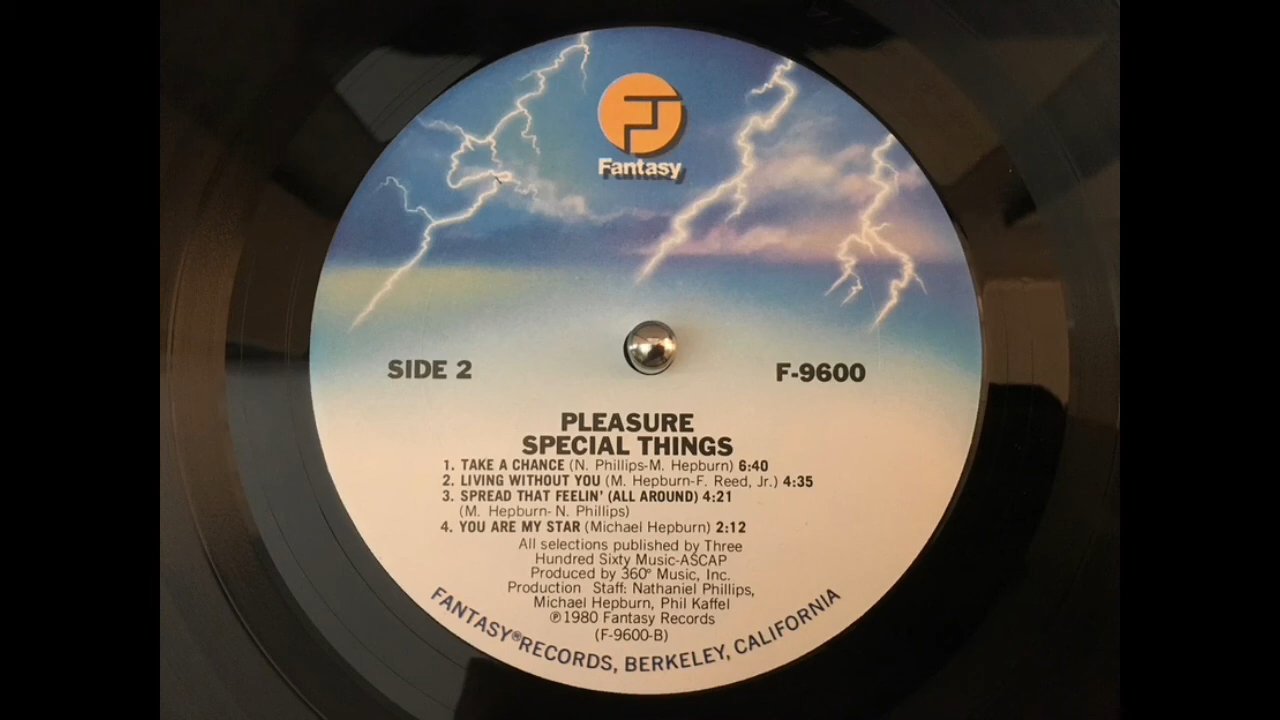 Fantasy
SIDE 2
F-9600
PLEASURE
SPECIAL THINGS
1. TAKE A CHANCE (N. Phillips-M. Hepburn) 6:40
2. LIVING WITHOUT YOU (M. Hepburn-F. Reed, Jr.) 4:35
3. SPREAD THAT FEELIN' (ALL AROUND) 4:21
(M. Hepburn- N. Phillips)
4. YOU ARE MY STAR (Michael Hepburn) 2:12
All selections published by Three
Hundred Sixty Music-ASCAP
Produced by 360° Music, Inc.
Production Staff: Nathaniel Phillips,
Michael Hepburn, Phil Kaffel
℗1980 Fantasy Records
(F-9600-B)
FANTASY® RECORDS, BERKELEY, CALIFORNIA